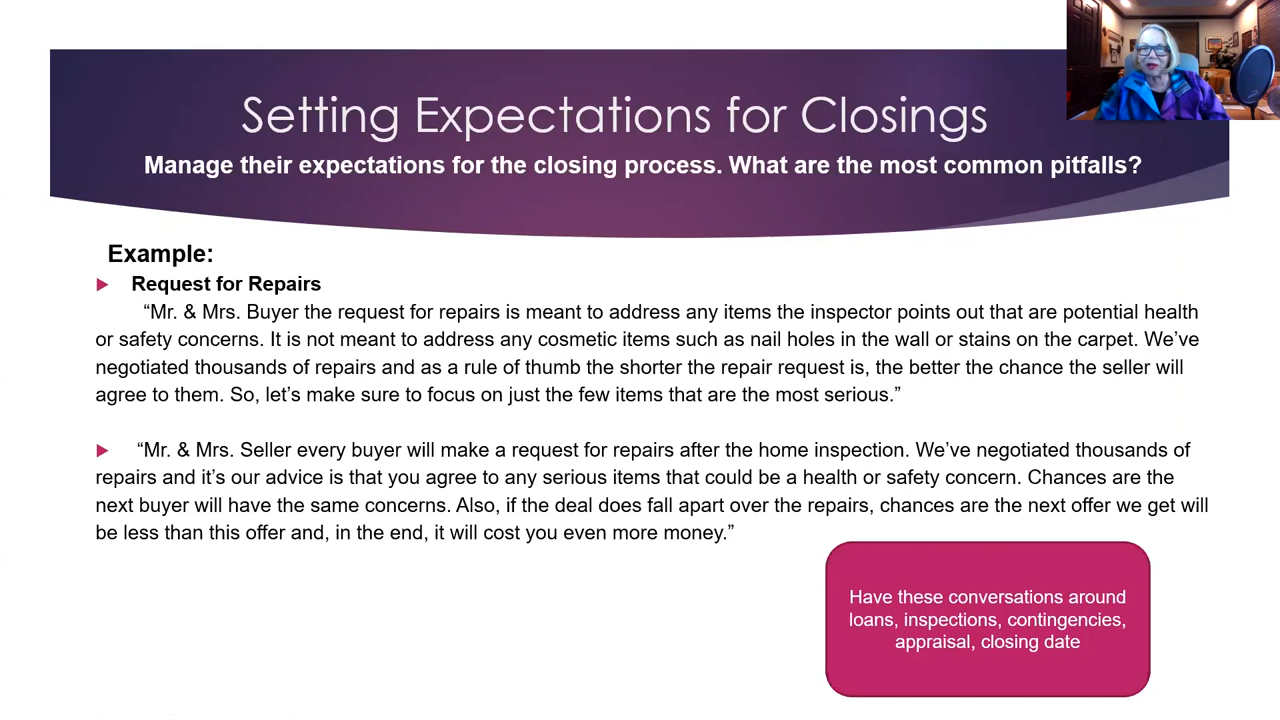 Setting Expectations for Closings
Manage their expectations for the closing process. What are the most common pitfalls?
Example:
Request for Repairs
“Mr. & Mrs. Buyer the request for repairs is meant to address any items the inspector points out that are potential health
or safety concerns. It is not meant to address any cosmetic items such as nail holes in the wall or stains on the carpet. We’ve
negotiated thousands of repairs and as a rule of thumb the shorter the repair request is, the better the chance the seller will
agree to them. So, let’s make sure to focus on just the few items that are the most serious.”
“Mr. & Mrs. Seller every buyer will make a request for repairs after the home inspection. We’ve negotiated thousands of
repairs and it’s our advice is that you agree to any serious items that could be a health or safety concern. Chances are the
next buyer will have the same concerns. Also, if the deal does fall apart over the repairs, chances are the next offer we get will
be less than this offer and, in the end, it will cost you even more money.”
Have these conversations around
loans, inspections, contingencies,
appraisal, closing date